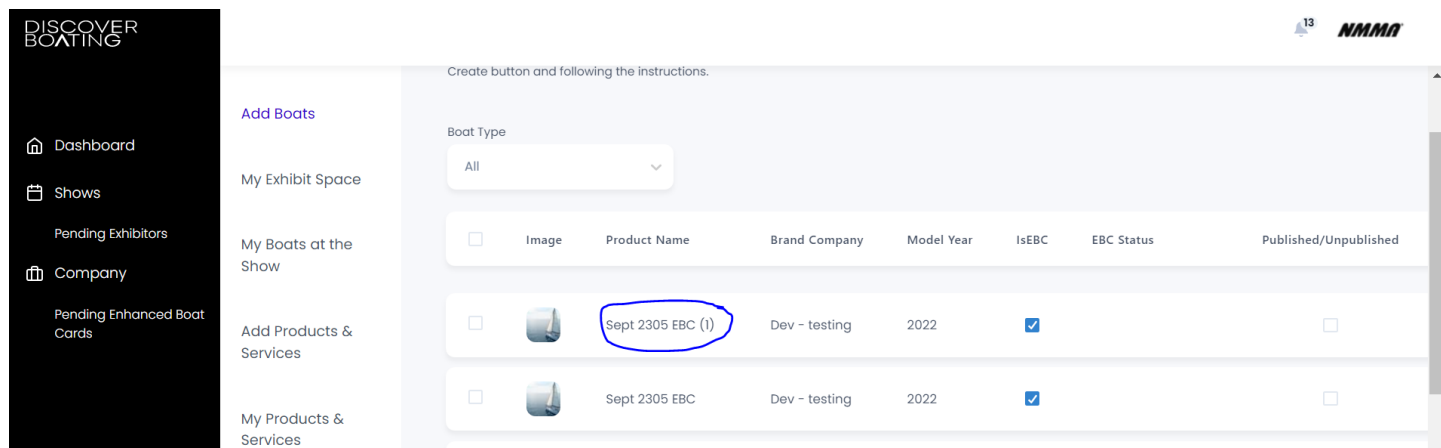 DISCOVER
BOATING
13
NMMA
Create button and following the instructions.
Dashboard
Shows
Pending Exhibitors
Company
Pending Enhanced Boat
Cards
Add Boats
My Exhibit Space
My Boats at the
Show
Add Products &
Services
My Products &
Services
Boat Type
All
Image Product Name Brand Company Model Year IsEBC EBC Status Published/Unpublished
Sept 2305 EBC (1) Dev - testing 2022
Sept 2305 EBC Dev - testing 2022